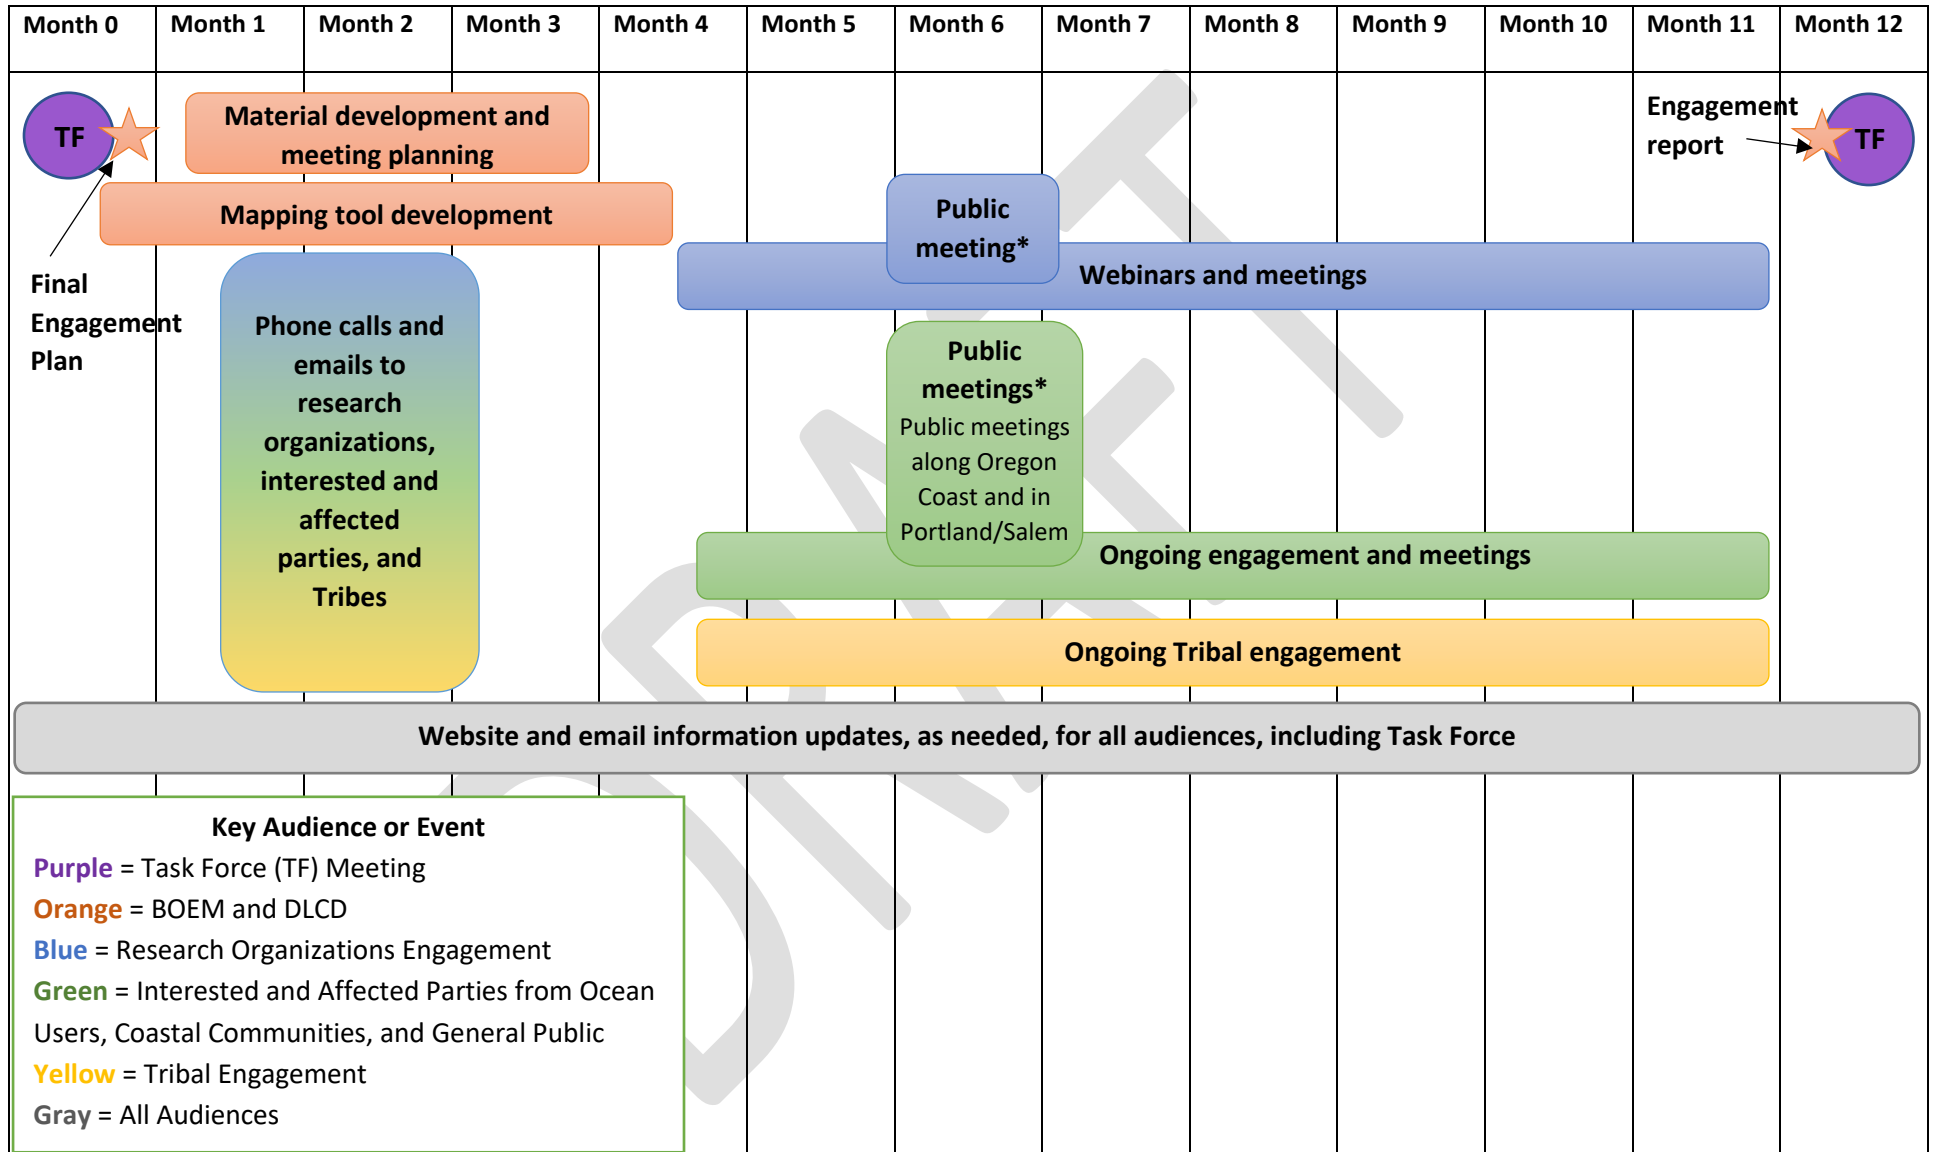 Month 0
Month 1
Month 2
Month 3
Month 4
Month 5
Month 6
Month 7
Month 8
Month 9
Month 10
Month 11
Month 12
TF
Material development and
meeting planning
Engagement
report
TF
Mapping tool development
Public
meeting*
Final
Engagement
Plan
Webinars and meetings
Phone calls and
emails to
research
organizations,
interested and
affected
parties, and
Tribes
Public
meetings*
Public meetings
along Oregon
Coast and in
Portland/Salem
Ongoing engagement and meetings
Ongoing Tribal engagement
Website and email information updates, as needed, for all audiences, including Task Force
Key Audience or Event
Purple = Task Force (TF) Meeting
Orange = BOEM and DLCD
Blue = Research Organizations Engagement
Green = Interested and Affected Parties from Ocean
Users, Coastal Communities, and General Public
Yellow = Tribal Engagement
Gray = All Audiences
DRAFT